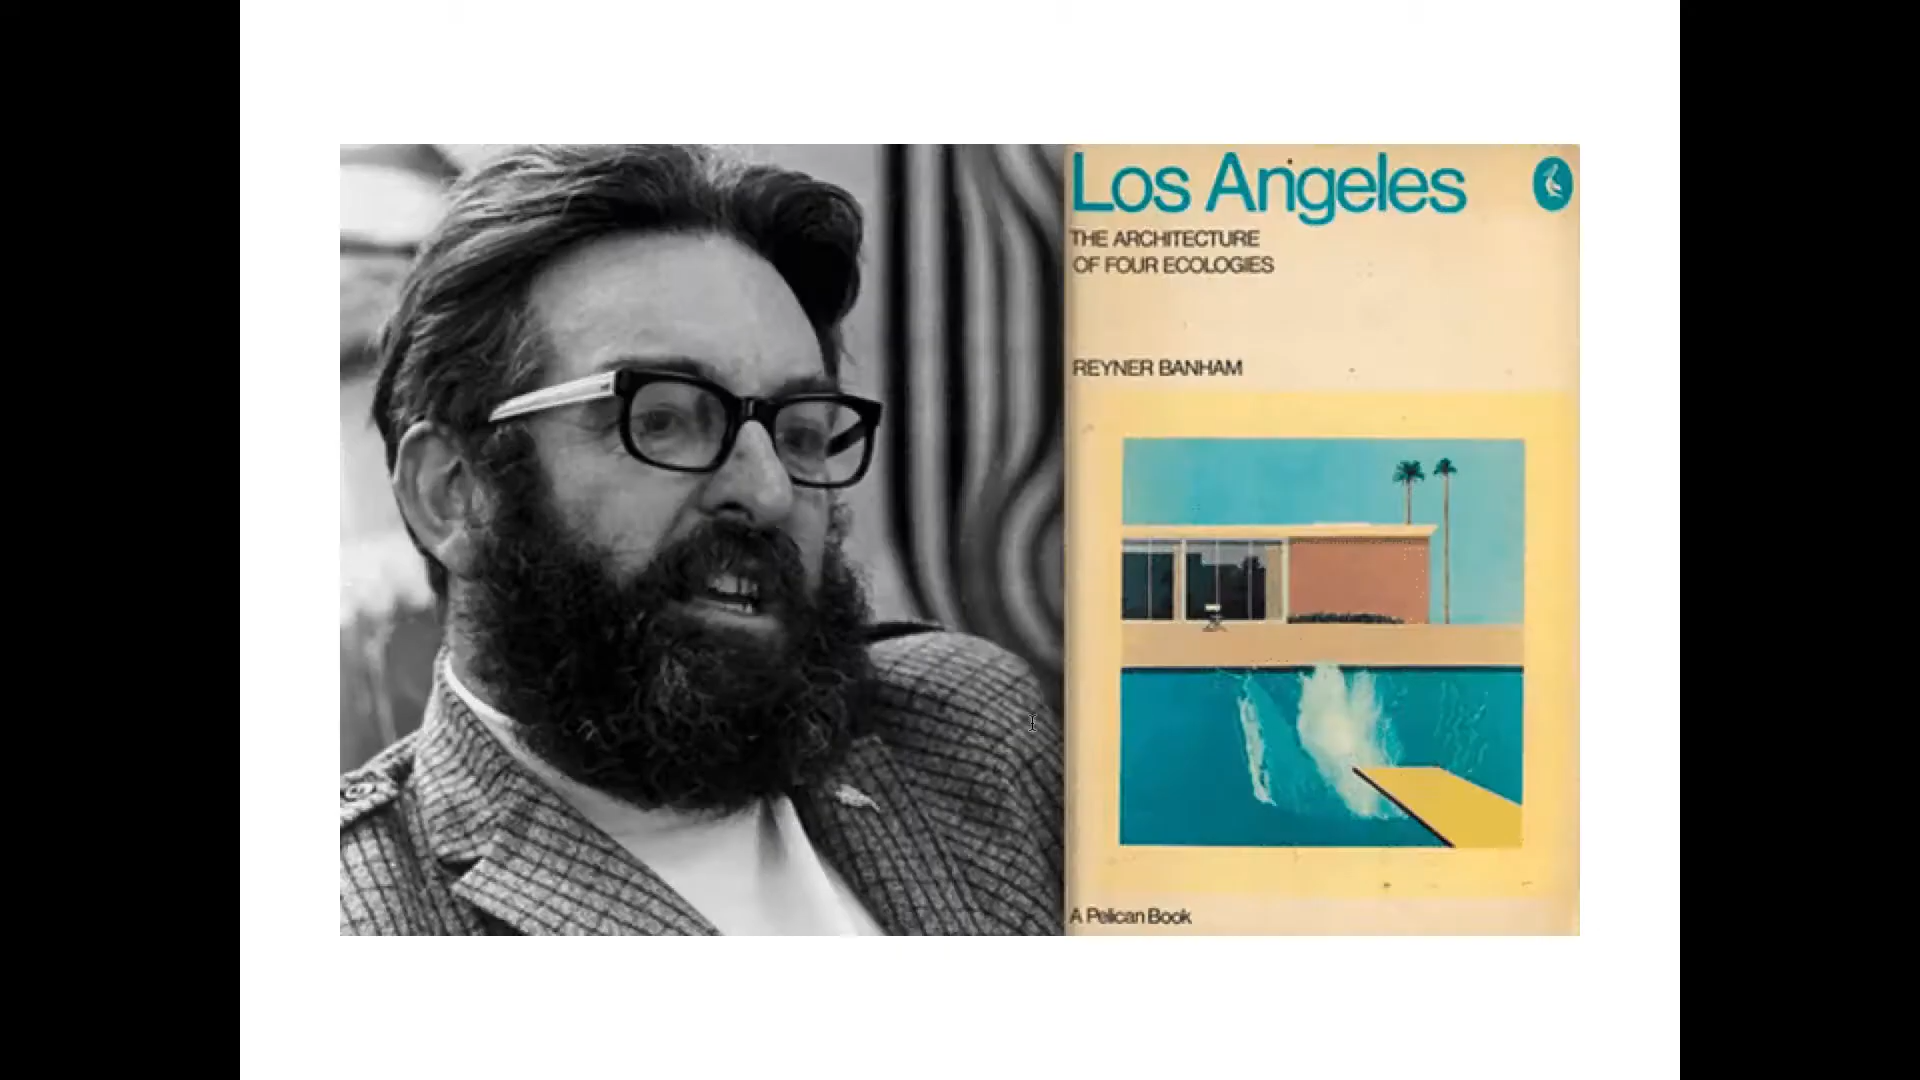 Los Angeles
THE ARCHITECTURE
OF FOUR ECOLOGIES
REYNER BANHAM
A Pelican Book